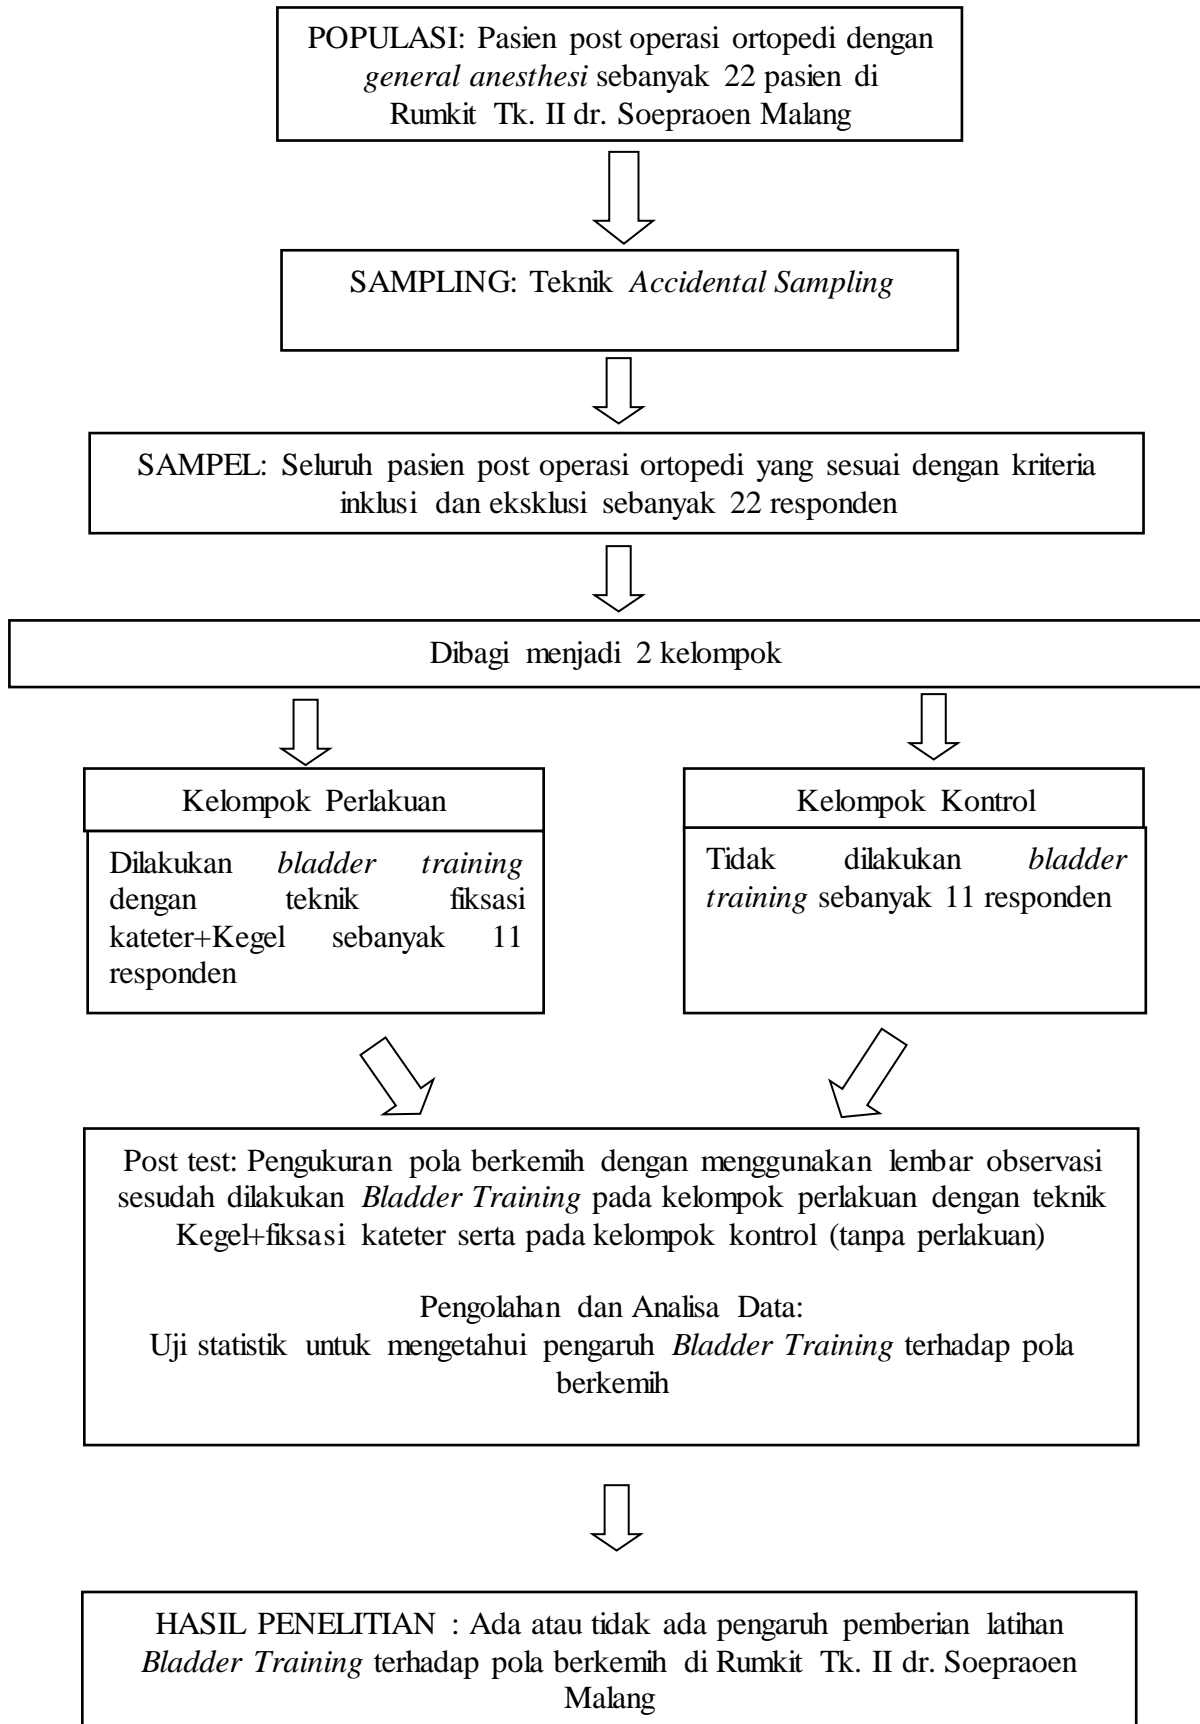 POPULASI: Pasien post operasi ortopedi dengan
general anesthesi sebanyak 22 pasien di
Rumkit Tk. II dr. Soepraoen Malang
SAMPLING: Teknik Accidental Sampling
SAMPEL: Seluruh pasien post operasi ortopedi yang sesuai dengan kriteria
inklusi dan eksklusi sebanyak 22 responden
Dibagi menjadi 2 kelompok
Kelompok Perlakuan
Dilakukan bladder training
dengan teknik fiksasi
kateter+Kegel sebanyak 11
responden
Kelompok Kontrol
Tidak dilakukan bladder
training sebanyak 11 responden
Post test: Pengukuran pola berkemih dengan menggunakan lembar observasi
sesudah dilakukan Bladder Training pada kelompok perlakuan dengan teknik
Kegel+fiksasi kateter serta pada kelompok kontrol (tanpa perlakuan)
Pengolahan dan Analisa Data:
Uji statistik untuk mengetahui pengaruh Bladder Training terhadap pola
berkemih
HASIL PENELITIAN : Ada atau tidak ada pengaruh pemberian latihan
Bladder Training terhadap pola berkemih di Rumkit Tk. II dr. Soepraoen
Malang